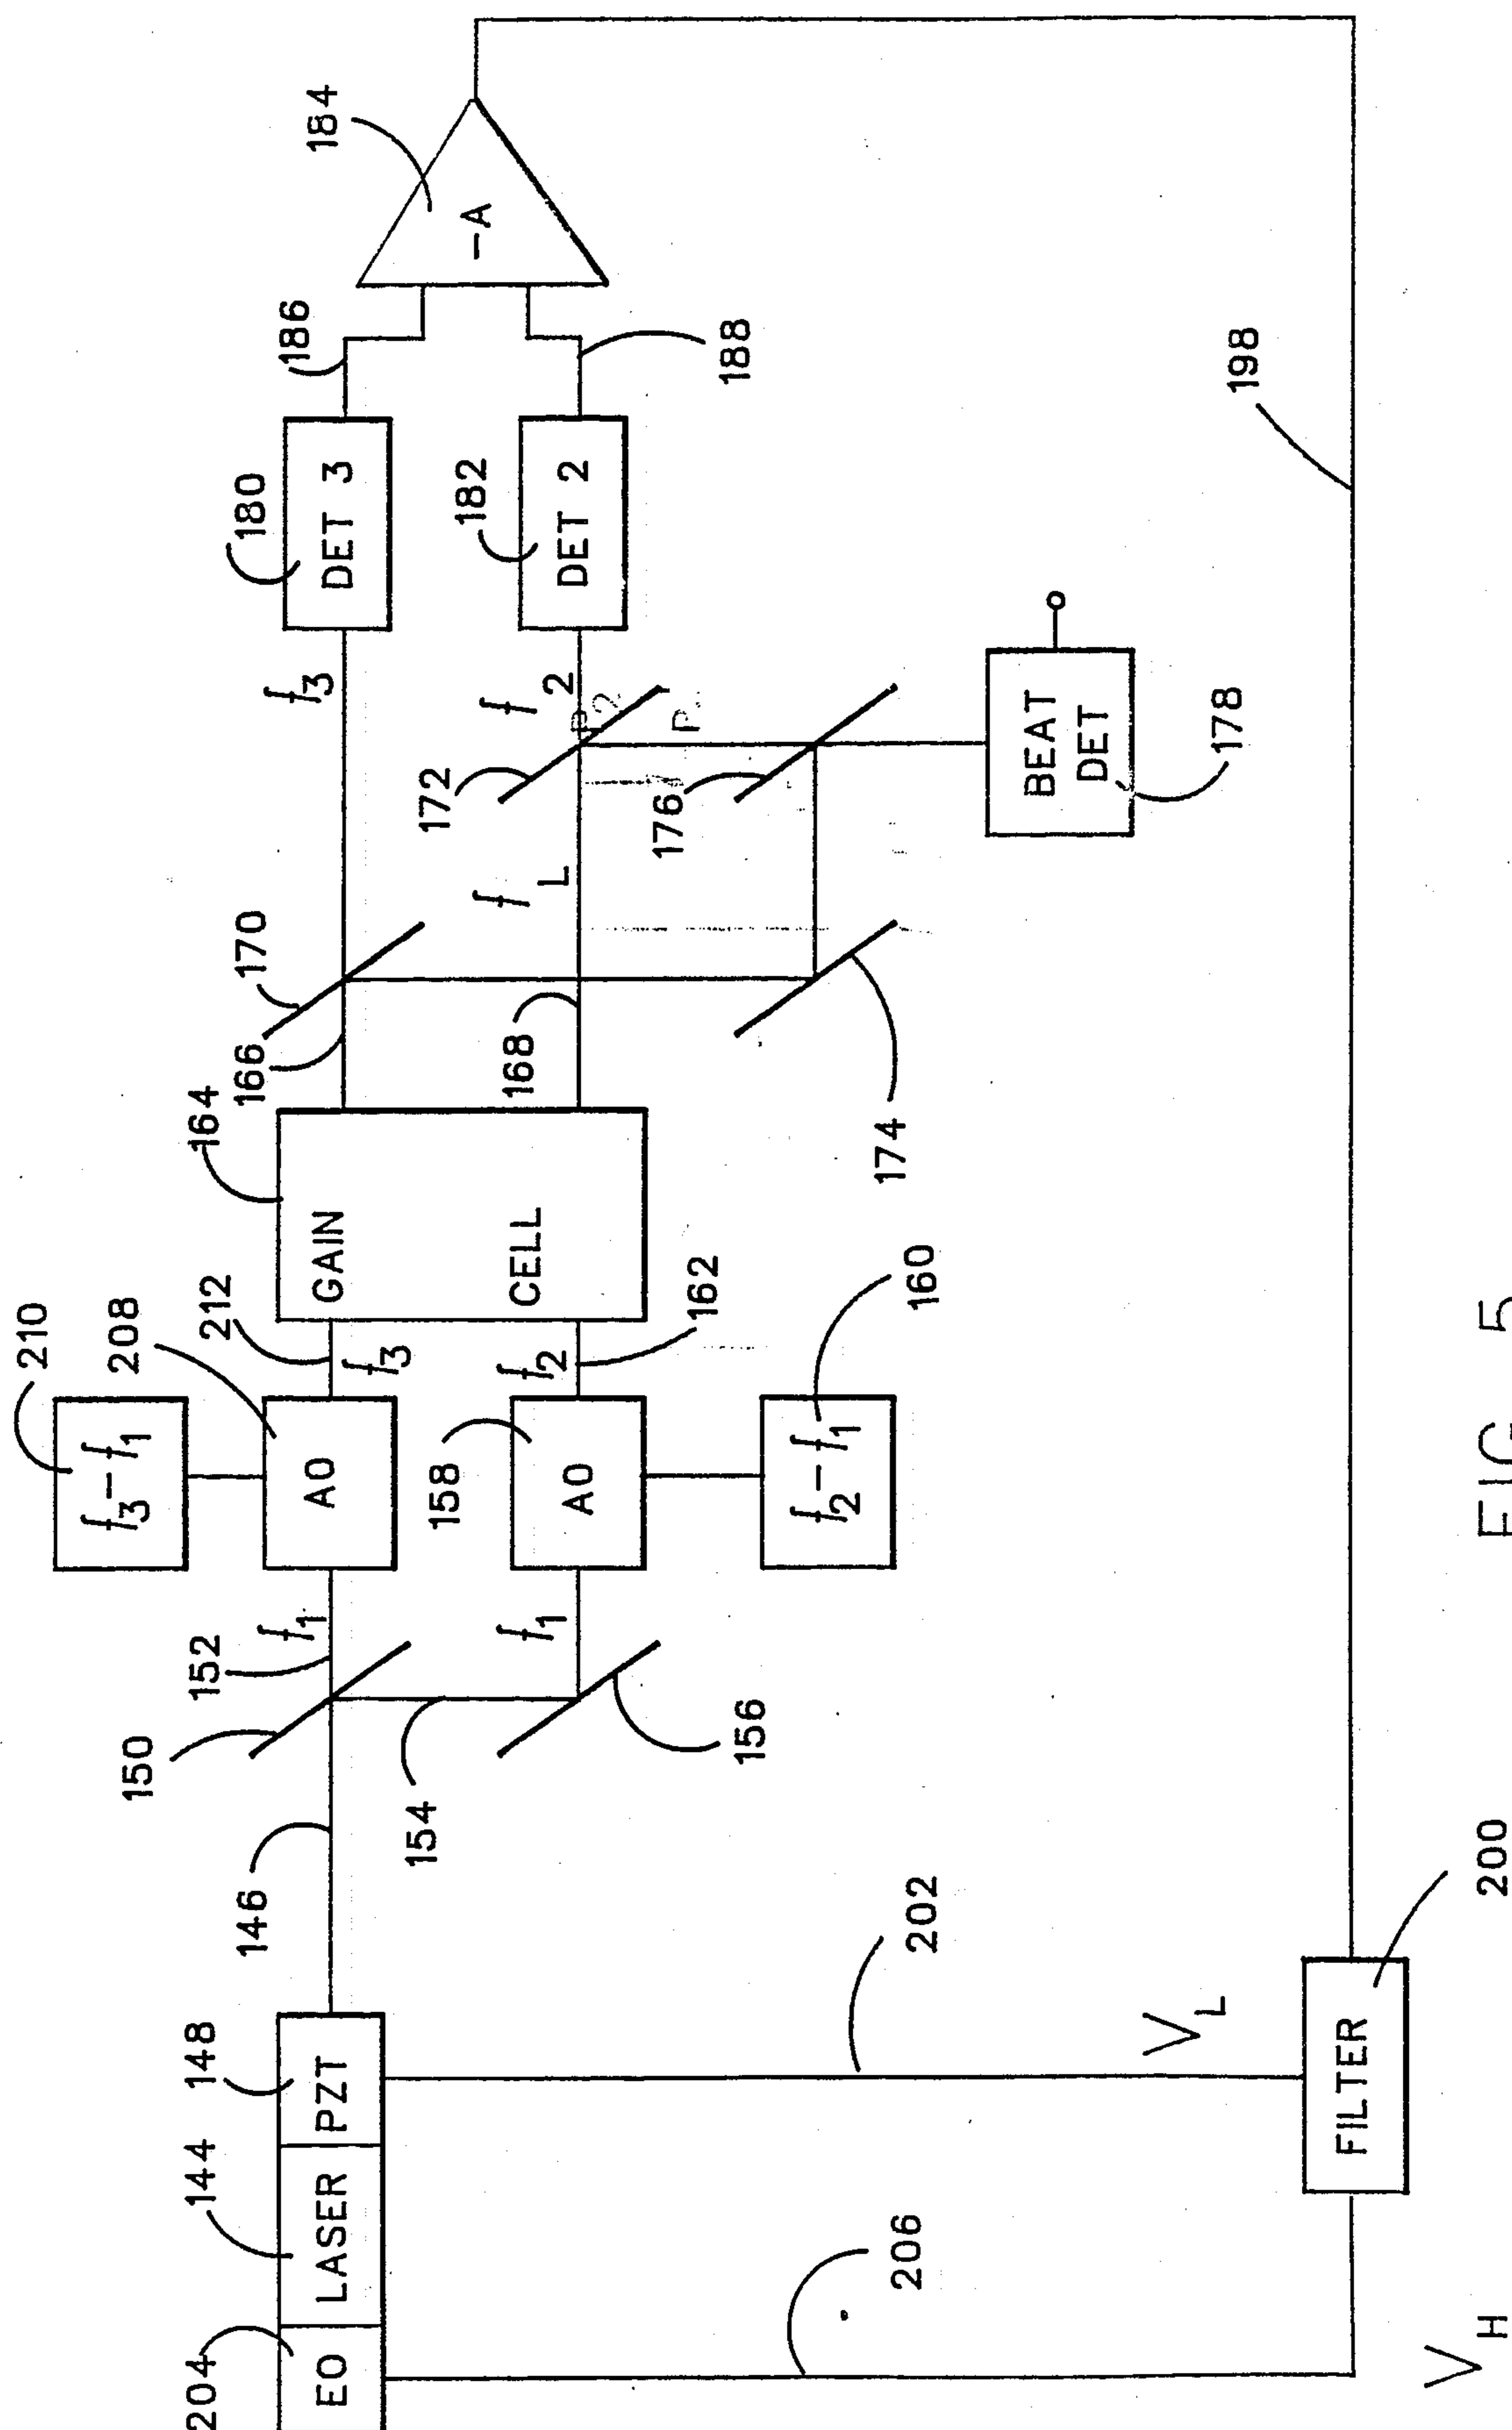 210
f3 – f1
208
212
f3
AO
164
GAIN
CELL
166
170
f3
180
DET 3
186
184
–A
204
EO
144
LASER
148
PZT
146
150
152
f1
154
156
f1
158
AO
f2
162
160
f2 – f1
168
fL
172
f2
182
DET 2
188
174
176
BEAT
DET
178
198
206
202
VL
FILTER
200
VH
FIG 5